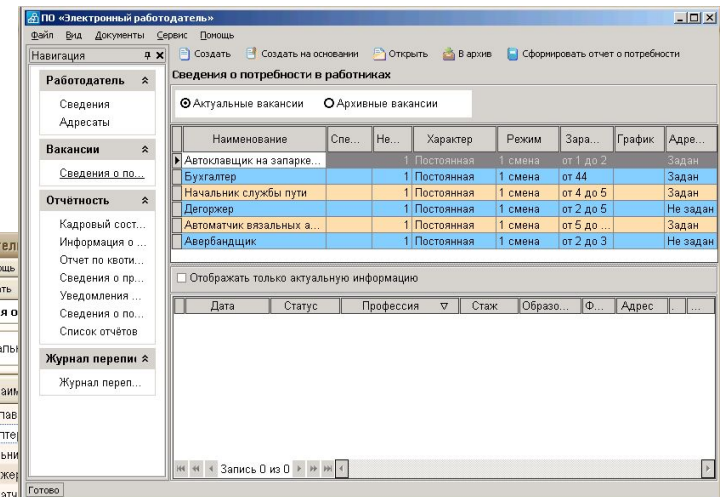 ПО «Электронный работодатель»
Файл Вид Документы Сервис Помощь
Навигация
Создать Создать на основании Открыть В архив Сформировать отчет о потребности
Работодатель
Сведения
Адресаты
Вакансии
Сведения о по...
Отчётность
Кадровый сост...
Информация о ...
Отчет по квоти...
Сведения о пр...
Уведомления ...
Сведения о по...
Список отчётов
Журнал перепис
Журнал переп...
Сведения о потребности в работниках
Актуальные вакансии Архивные вакансии
Наименование Спе... Не... Характер Режим Зара... График Адре...
Автоклавщик на запарке... 1 Постоянная 1 смена от 1 до 2 Задан
Бухгалтер 1 Постоянная 1 смена от 44 Задан
Начальник службы пути 1 Постоянная 1 смена от 4 до 5 Задан
Дегоржер 1 Постоянная 1 смена от 2 до 5 Не задан
Автоматчик вязальных а... 1 Постоянная 1 смена от 5 до ... Задан
Авербандщик 1 Постоянная 1 смена от 2 до 3 Не задан
Отображать только актуальную информацию
Дата Статус Профессия Стаж Образо... Ф... Адрес . ...
Запись 0 из 0
Готово